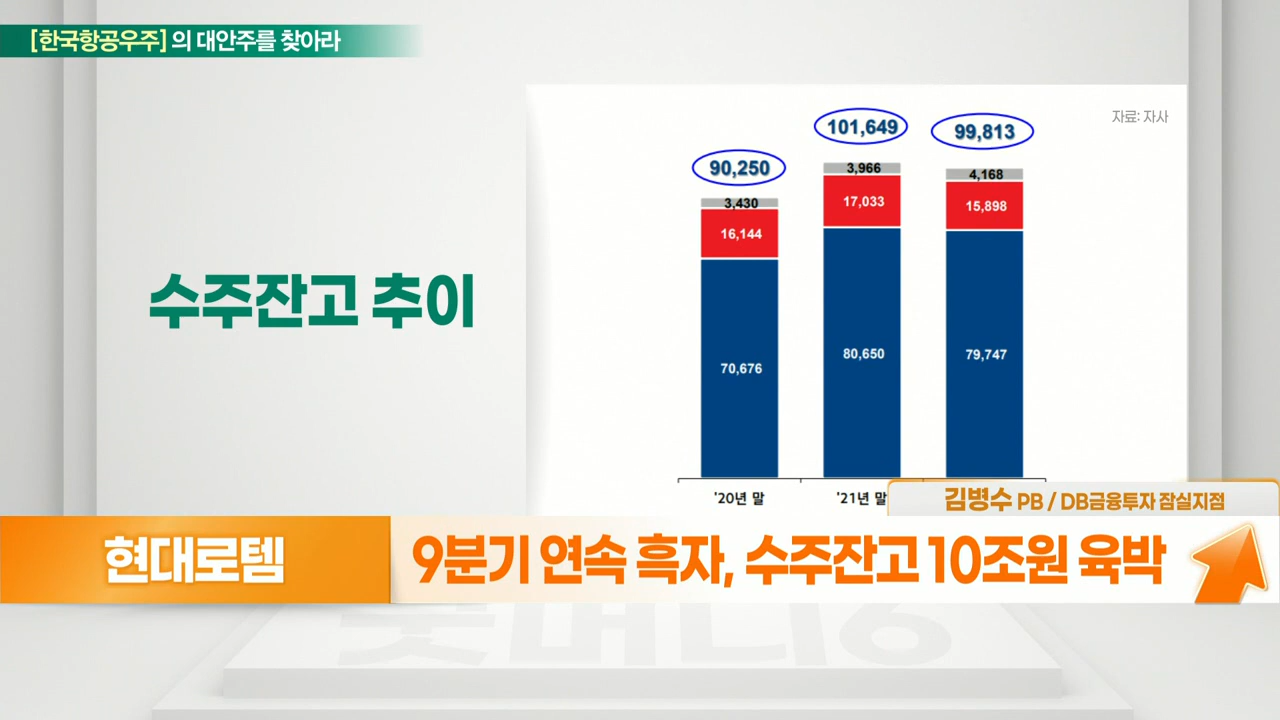 [한국항공우주]의 대안주를 찾아라
자료: 자사
수주잔고 추이
90,250
101,649
99,813
3,430
3,966
4,168
16,144
17,033
15,898
70,676
80,650
79,747
'20년 말
'21년 말
김병수 PB / DB금융투자 잠실지점
현대로템
9분기 연속 흑자, 수주잔고 10조원 육박